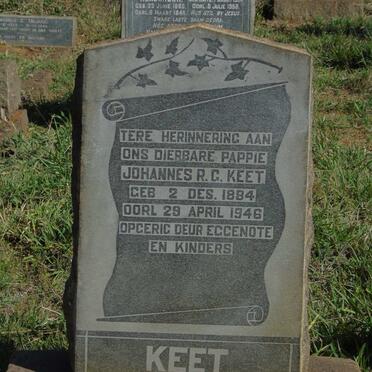 TERE HERINNERING AAN
ONS DIERBARE PAPPIE
JOHANNES R.C. KEET
GEB 2 DES. 1884
OORL 29 APRIL 1946
OPGERIG DEUR EGGENOTE
EN KINDERS
KEET